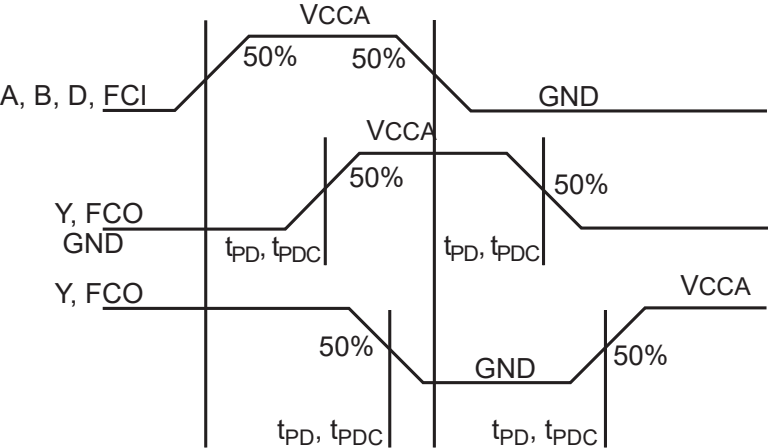 VCCA
50% 50%
A, B, D, FCI GND
VCCA
50% 50%
Y, FCO
GND
tPD, tPDC tPD, tPDC
Y, FCO VCCA
50% GND 50%
tPD, tPDC tPD, tPDC